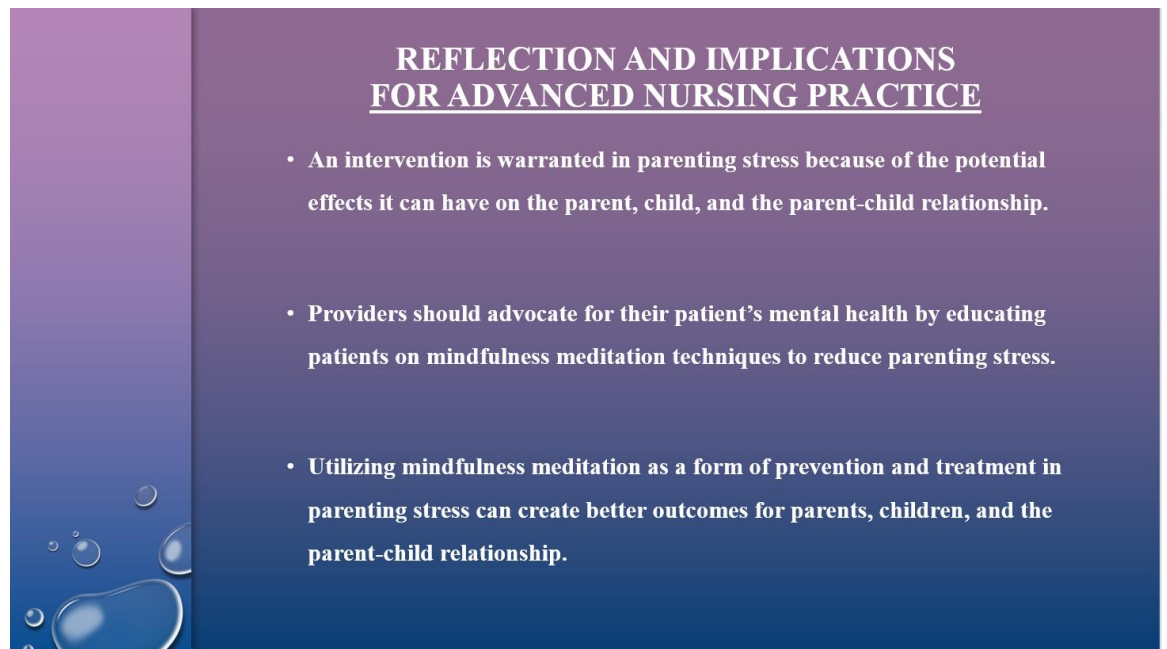 REFLECTION AND IMPLICATIONS
FOR ADVANCED NURSING PRACTICE
• An intervention is warranted in parenting stress because of the potential
effects it can have on the parent, child, and the parent-child relationship.
• Providers should advocate for their patient’s mental health by educating
patients on mindfulness meditation techniques to reduce parenting stress.
• Utilizing mindfulness meditation as a form of prevention and treatment in
parenting stress can create better outcomes for parents, children, and the
parent-child relationship.